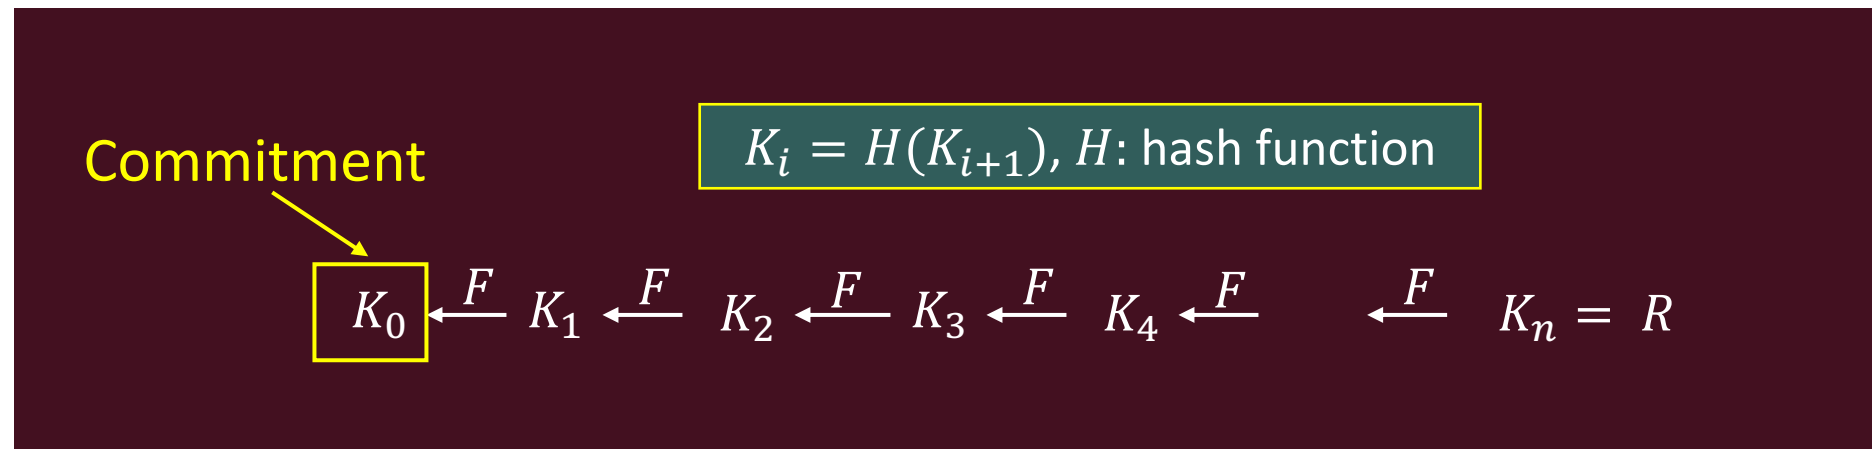 Commitment
K_i = H(K_{i+1}), H: hash function
K_0 ← F K_1 ← F K_2 ← F K_3 ← F K_4 ← F ← F K_n = R